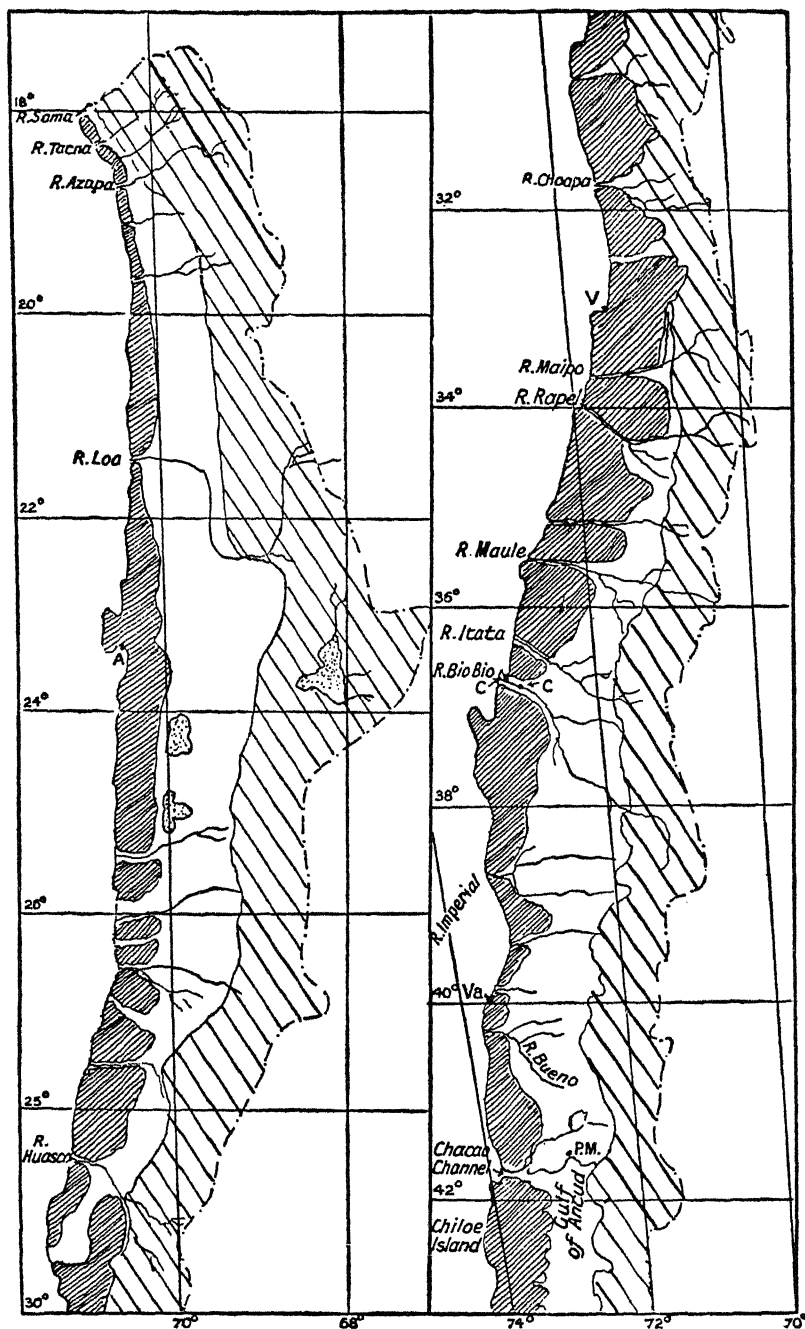 18°
R. Sama
R. Tacna
R. Azapa
20°
R. Loa
22°
A
24°
26°
25°
R.
Huasco
30°
70°
68°
R. Choapa
32°
V
R. Maipo
R. Rapel
34°
R. Maule
36°
R. Itata
R. Bio Bio
C
C
38°
R. Imperial
40°
Va
R. Bueno
Chacao
Channel
P.M.
42°
Gulf
of Ancud
Chiloe
Island
74°
72°
70°